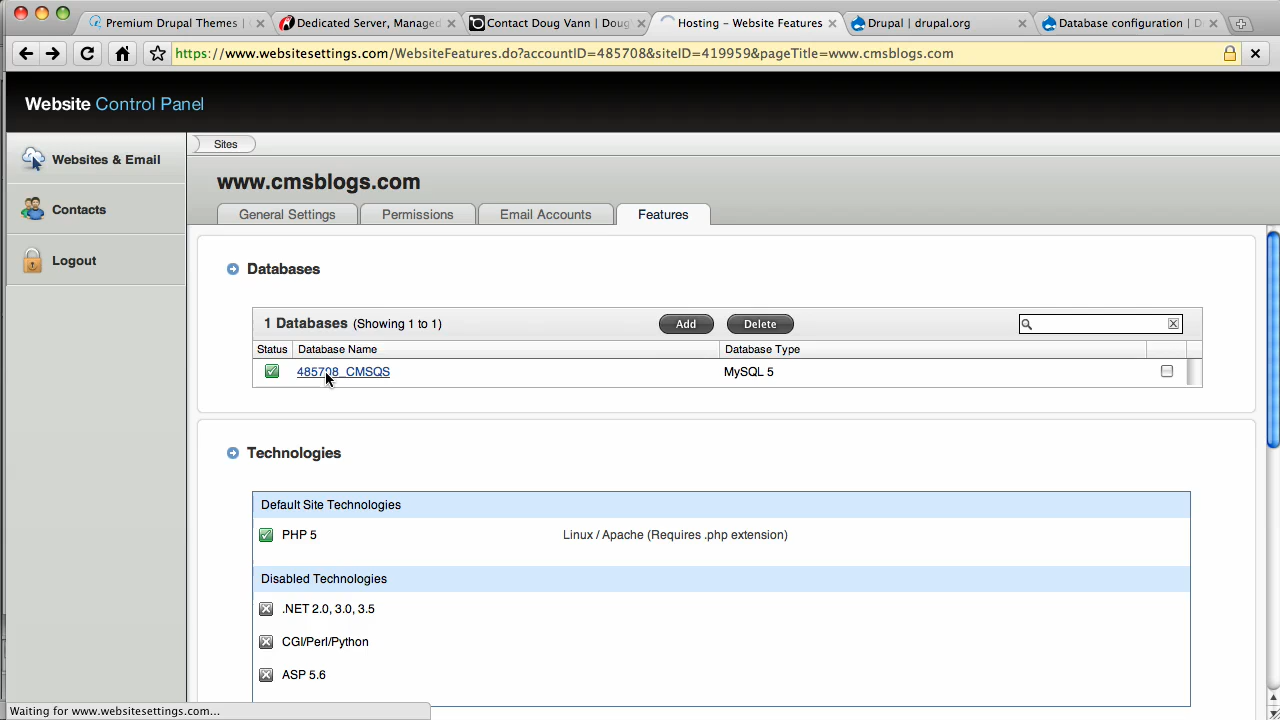 Premium Drupal Themes |
Dedicated Server, Managed
Contact Doug Vann | Doug
Hosting – Website Features
Drupal | drupal.org
Database configuration | D
https://www.websitesettings.com/WebsiteFeatures.do?accountID=485708&siteID=419959&pageTitle=www.cmsblogs.com
Website Control Panel
Websites & Email
Contacts
Logout
Sites
www.cmsblogs.com
General Settings
Permissions
Email Accounts
Features
Databases
1 Databases (Showing 1 to 1)
Add
Delete
Status
Database Name
Database Type
485708_CMSQS
MySQL 5
Technologies
Default Site Technologies
PHP 5
Linux / Apache (Requires .php extension)
Disabled Technologies
.NET 2.0, 3.0, 3.5
CGI/Perl/Python
ASP 5.6
Waiting for www.websitesettings.com...